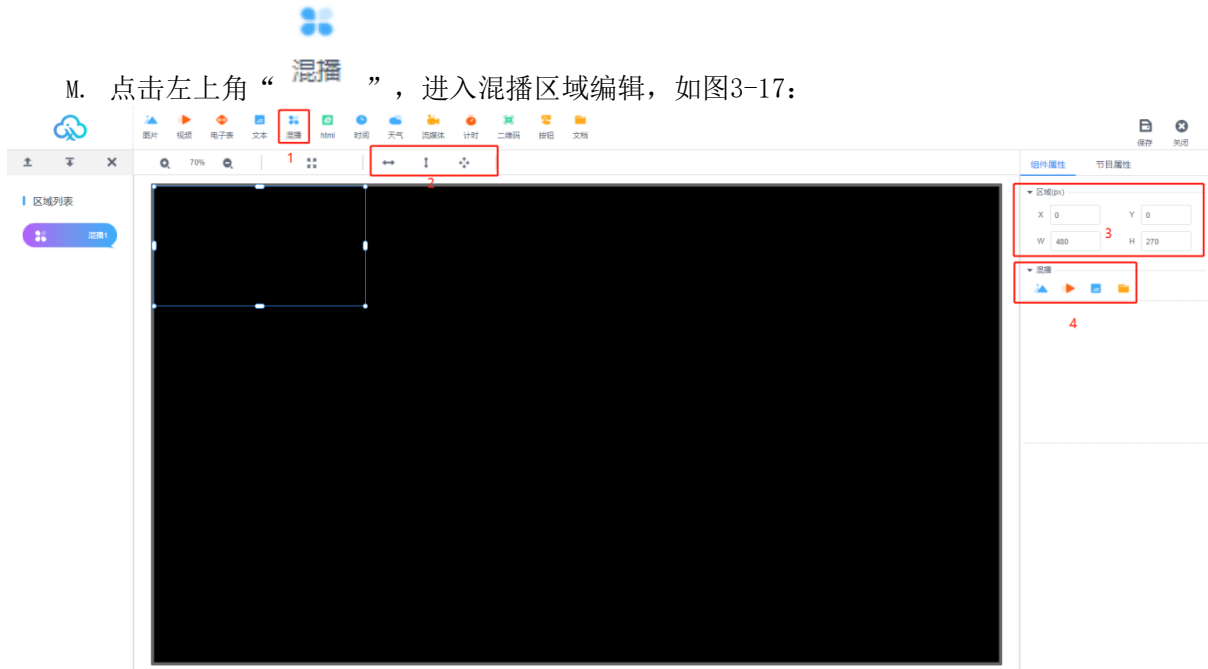 混播
M. 点击左上角“ ”，进入混播区域编辑，如图3-17：
图片 视频 电子表 文本 混播 html 时间 天气 流媒体 计时 二维码 按钮 文档
保存 关闭
70% 1
2
组件属性 节目属性
区域列表
混播1
区域(px)
X 0 Y 0
3
W 480 H 270
混播
4